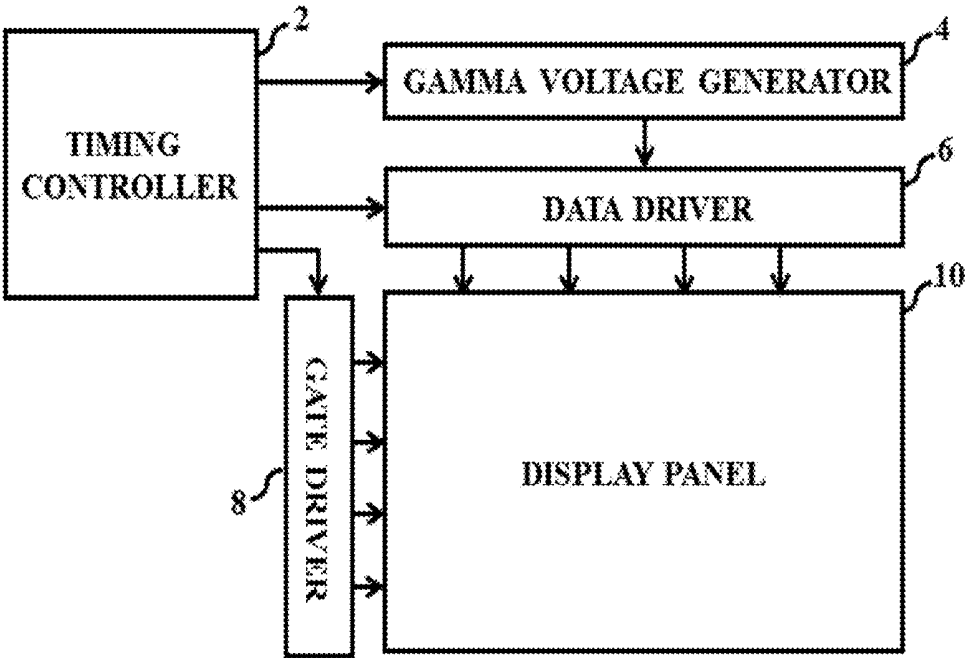 2
4
GAMMA VOLTAGE GENERATOR
TIMING
CONTROLLER
6
DATA DRIVER
10
GATE DRIVER
8
DISPLAY PANEL